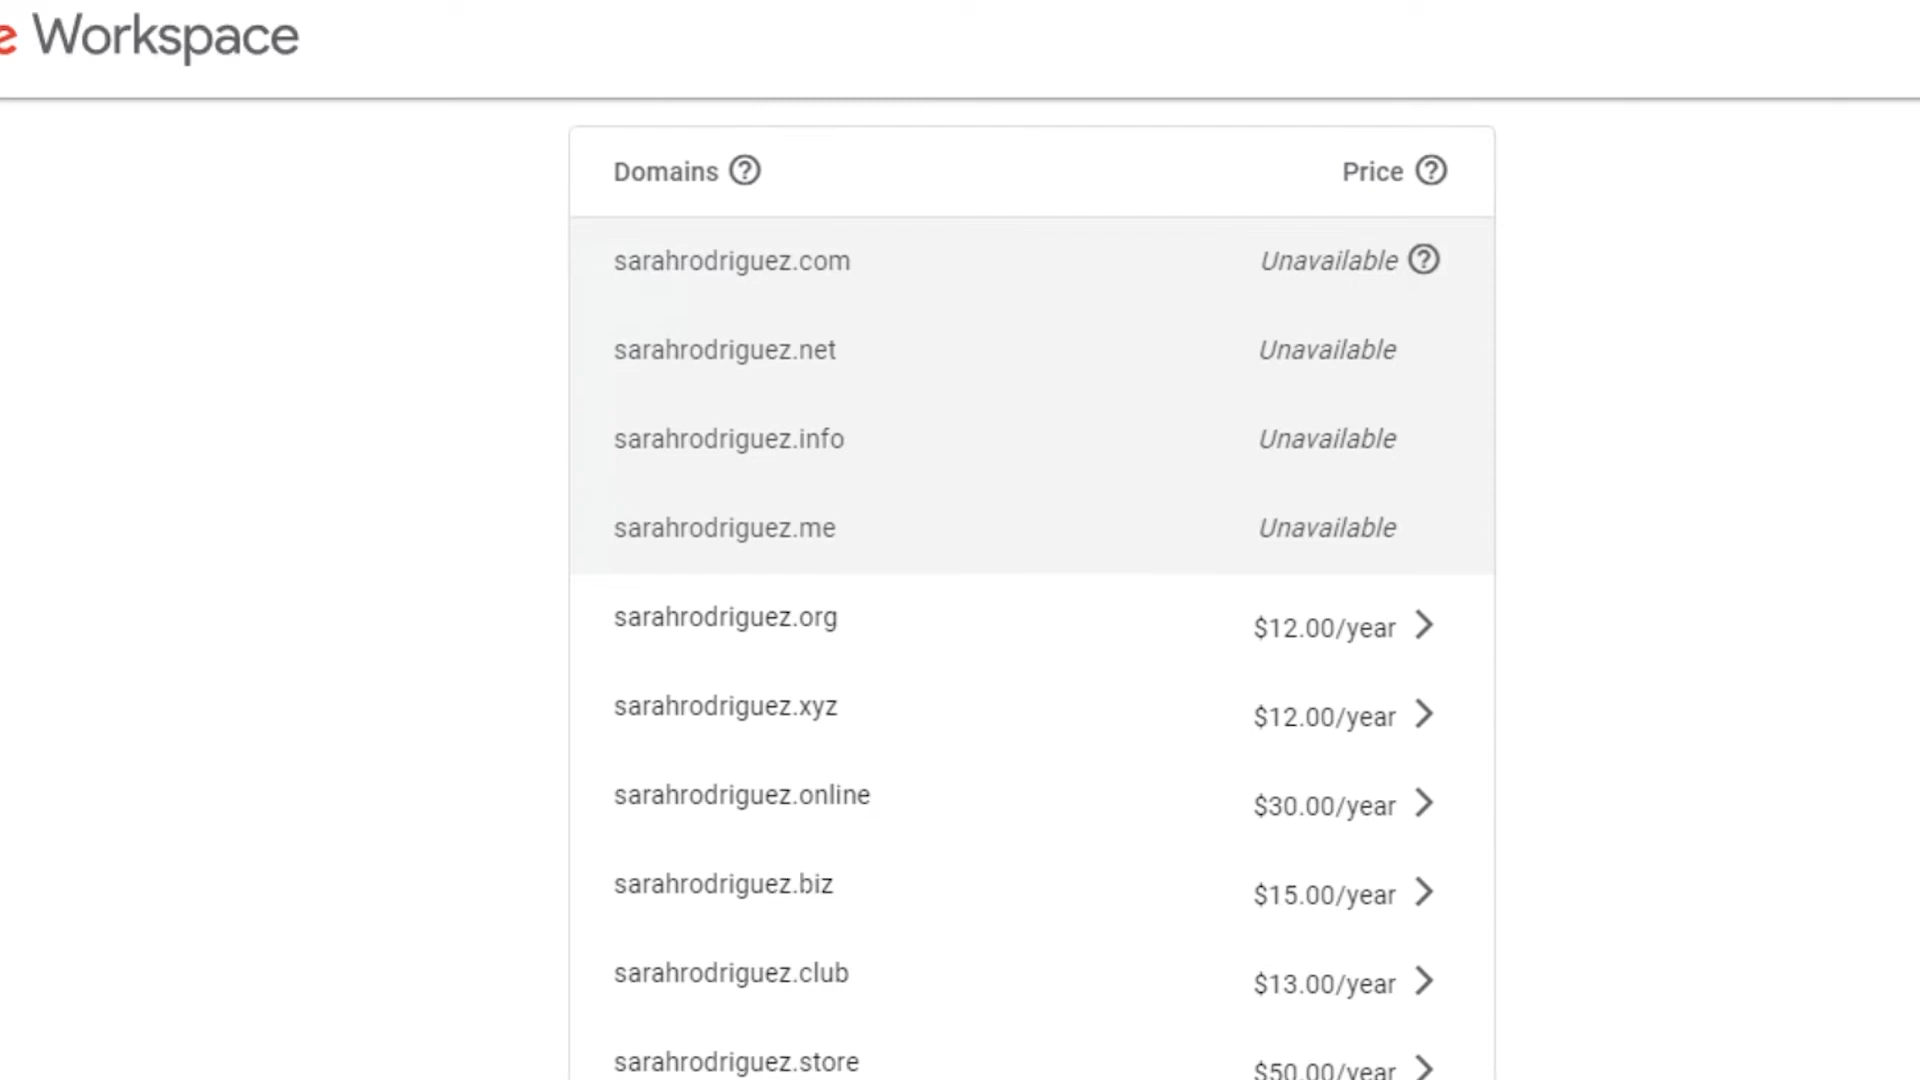 e Workspace
Domains Price
sarahrodriguez.com Unavailable
sarahrodriguez.net Unavailable
sarahrodriguez.info Unavailable
sarahrodriguez.me Unavailable
sarahrodriguez.org $12.00/year
sarahrodriguez.xyz $12.00/year
sarahrodriguez.online $30.00/year
sarahrodriguez.biz $15.00/year
sarahrodriguez.club $13.00/year
sarahrodriguez.store $50.00/year